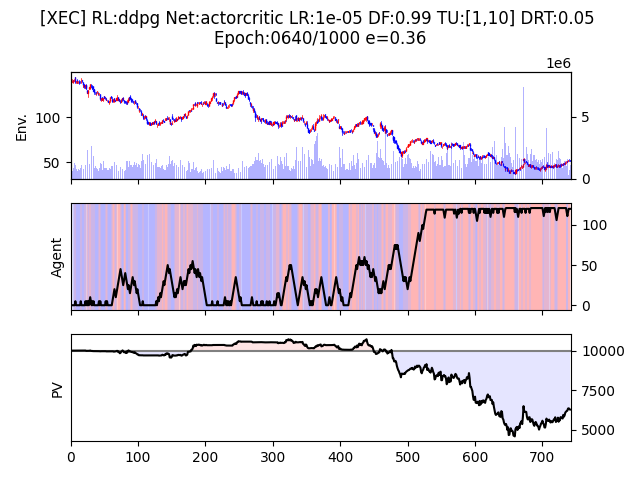 [XEC] RL:ddpg Net:actorcritic LR:1e-05 DF:0.99 TU:[1,10] DRT:0.05
Epoch:0640/1000 e=0.36
1e6
Env.
100
50
5
0
Agent
100
50
0
PV
10000
7500
5000
0 100 200 300 400 500 600 700